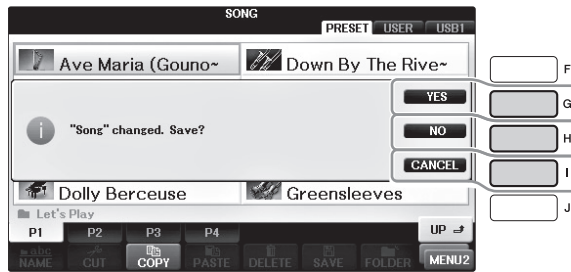 SONG
PRESET USER USB1
Ave Maria (Gouno~ Down By The Rive~
F
YES
G
"Song" changed. Save?
NO
H
CANCEL
I
Dolly Berceuse Greensleeves
J
Let's Play
P1 P2 P3 P4 UP
abc
NAME CUT COPY PASTE DELETE SAVE FOLDER MENU2